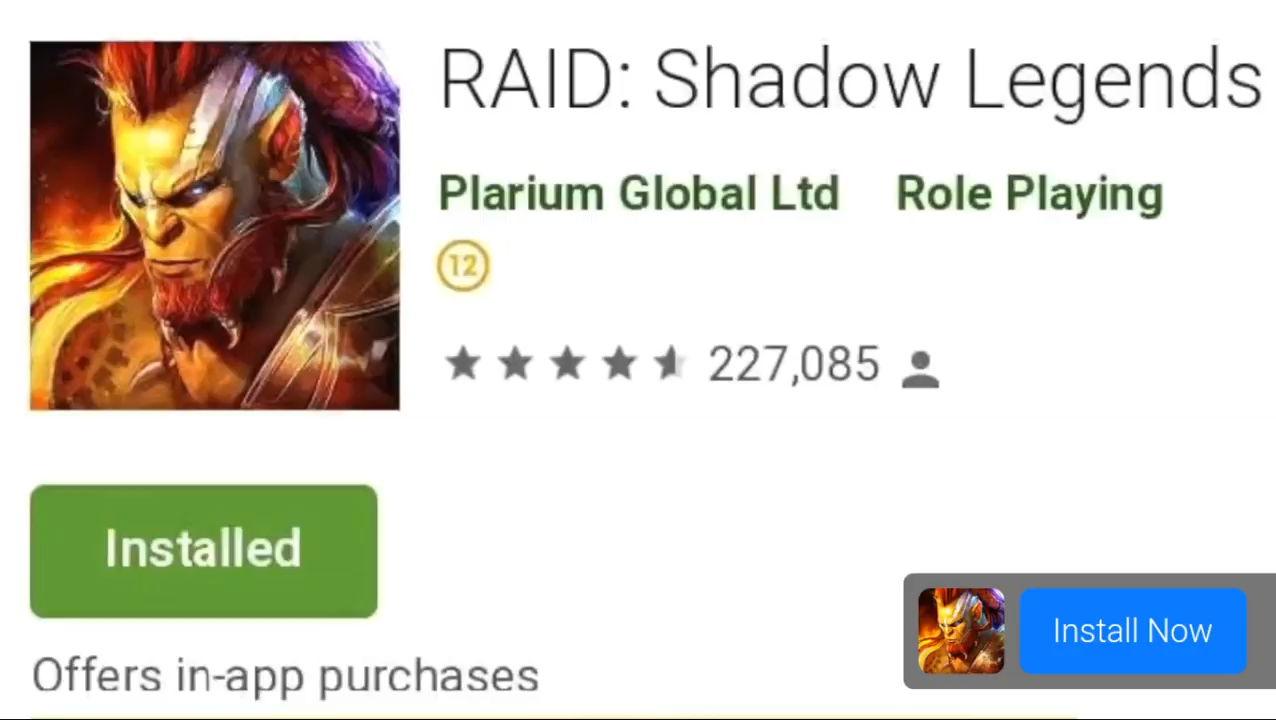 RAID: Shadow Legends
Plarium Global Ltd Role Playing
12
227,085
Installed
Install Now
Offers in-app purchases